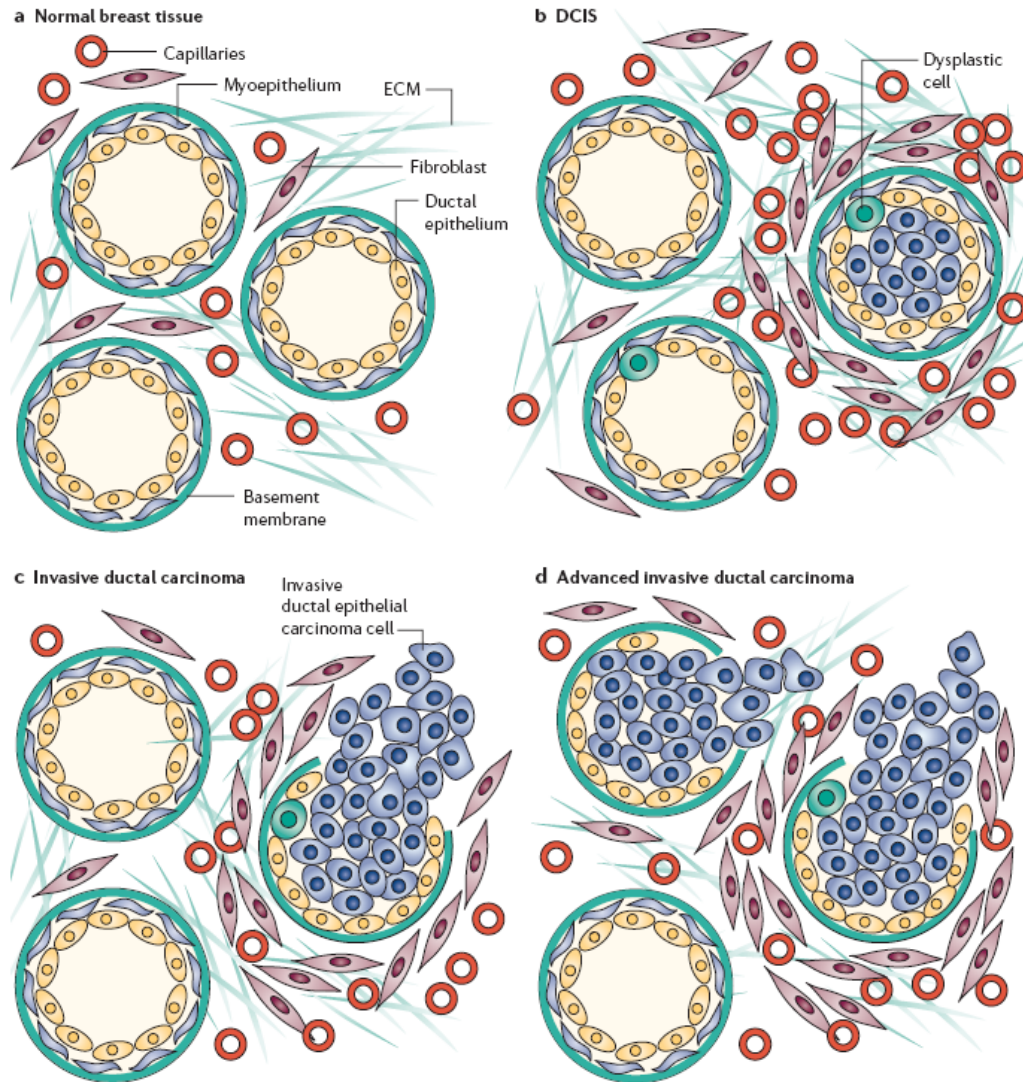 a Normal breast tissue
Capillaries
Myoepithelium
ECM
Fibroblast
Ductal
epithelium
Basement
membrane
b DCIS
Dysplastic
cell
c Invasive ductal carcinoma
Invasive
ductal epithelial
carcinoma cell
d Advanced invasive ductal carcinoma